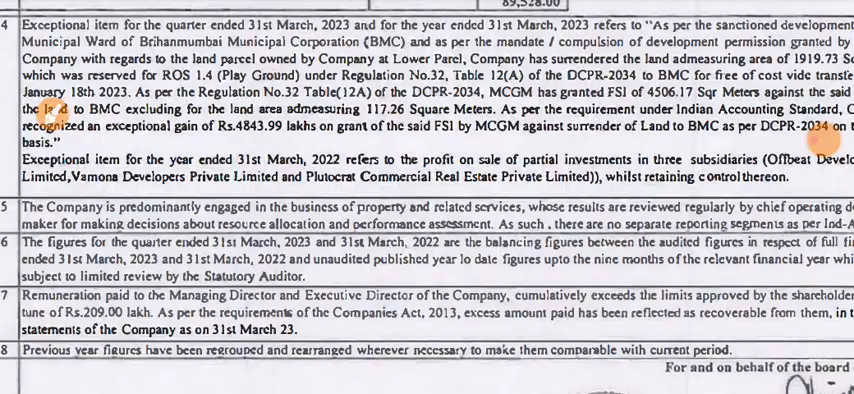 89,528.00
4 Exceptional item for the quarter ended 31st March, 2023 and for the year ended 31st March, 2023 refers to "As per the sanctioned development
Municipal Ward of Brihanmumbai Municipal Corporation (BMC) and as per the mandate / compulsion of development permission granted by
Company with regards to the land parcel owned by Company at Lower Parel, Company has surrendered the land admeasuring area of 1919.73 Sq
which was reserved for ROS 1.4 (Play Ground) under Regulation No.32, Table 12(A) of the DCPR-2034 to BMC for free of cost vide transfe
January 18th 2023. As per the Regulation No.32 Table(12A) of the DCPR-2034, MCGM has granted FSI of 4506.17 Sqr Meters against the said
the land to BMC excluding for the land area admeasuring 117.26 Square Meters. As per the requirement under Indian Accounting Standard, C
recognized an exceptional gain of Rs.4843.99 lakhs on grant of the said FSI by MCGM against surrender of Land to BMC as per DCPR-2034 on t
basis."
Exceptional item for the year ended 31st March, 2022 refers to the profit on sale of partial investments in three subsidiaries (Offbeat Develo
Limited,Vamona Developers Private Limited and Plutocrat Commercial Real Estate Private Limited)), whilst retaining control thereon.
5 The Company is predominantly engaged in the business of property and related services, whose results are reviewed regularly by chief operating de
maker for making decisions about resource allocation and performance assessment. As such , there are no separate reporting segments as per Ind-A
6 The figures for the quarter ended 31st March, 2023 and 31st March, 2022 are the balancing figures between the audited figures in respect of full fi
ended 31st March, 2023 and 31st March, 2022 and unaudited published year lo date figures upto the nine months of the relevant financial year whi
subject to limited review by the Statutory Auditor.
7 Remuneration paid to the Managing Director and Executive Director of the Company, cumulatively exceeds the limits approved by the shareholder
tune of Rs.209.00 lakh. As per the requirements of the Companies Act, 2013, excess amount paid has been reflected as recoverable from them, in t
statements of the Company as on 31st March 23.
8 Previous year figures have been regrouped and rearranged wherever necessary to make them comparable with current period.
For and on behalf of the board